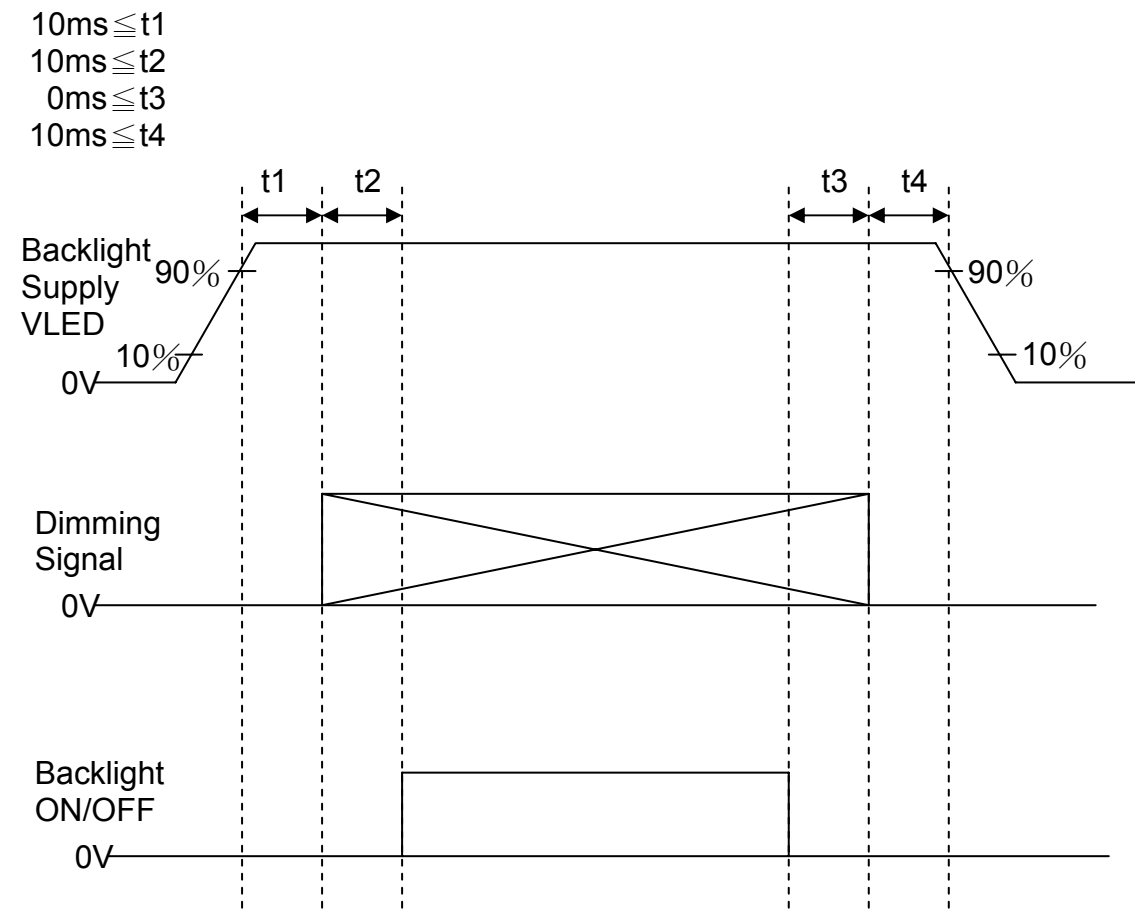 10ms≦t1
10ms≦t2
0ms≦t3
10ms≦t4
t1 t2 t3 t4
Backlight
Supply
VLED
90%
90%
10%
10%
0V
Dimming
Signal
0V
Backlight
ON/OFF
0V